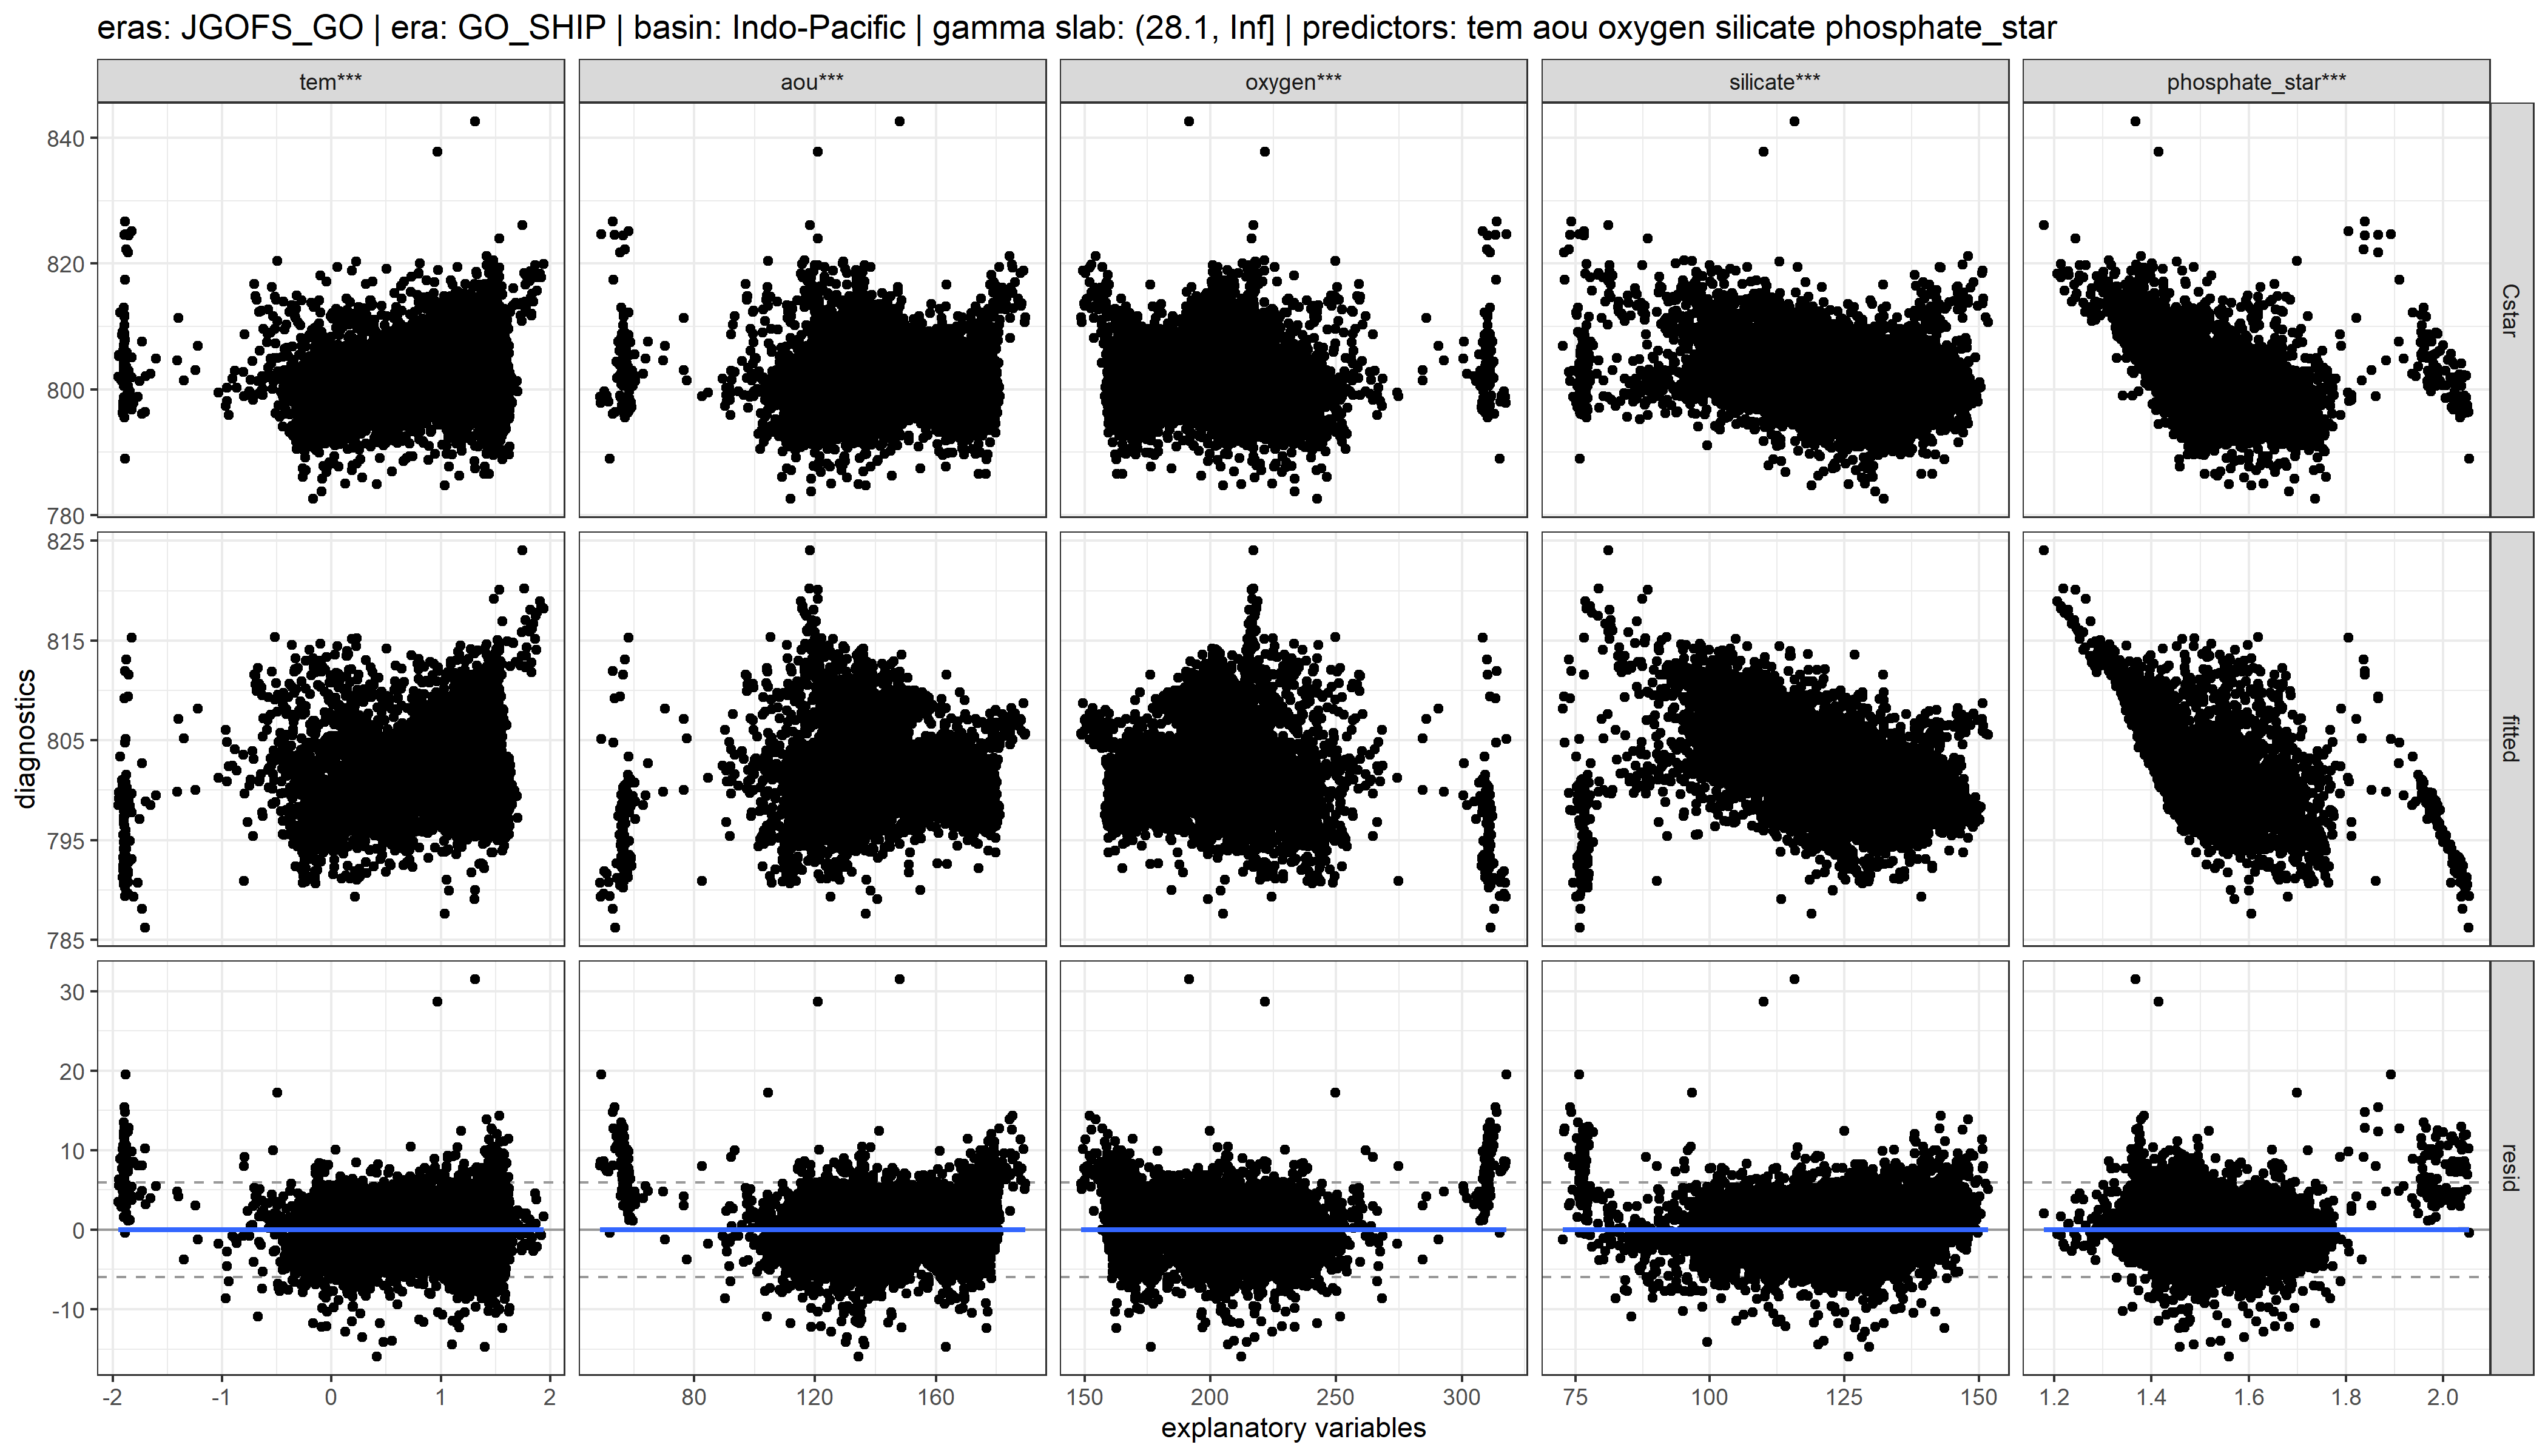 eras: JGOFS_GO | era: GO_SHIP | basin: Indo-Pacific | gamma slab: (28.1, Inf] | predictors: tem aou oxygen silicate phosphate_star
tem*** aou*** oxygen*** silicate*** phosphate_star***
840
820
800
780
Cstar
825
815
805
795
785
fitted
diagnostics
30
20
10
0
-10
resid
-2 -1 0 1 2 80 120 160 150 200 250 300 75 100 125 150 1.2 1.4 1.6 1.8 2.0
explanatory variables